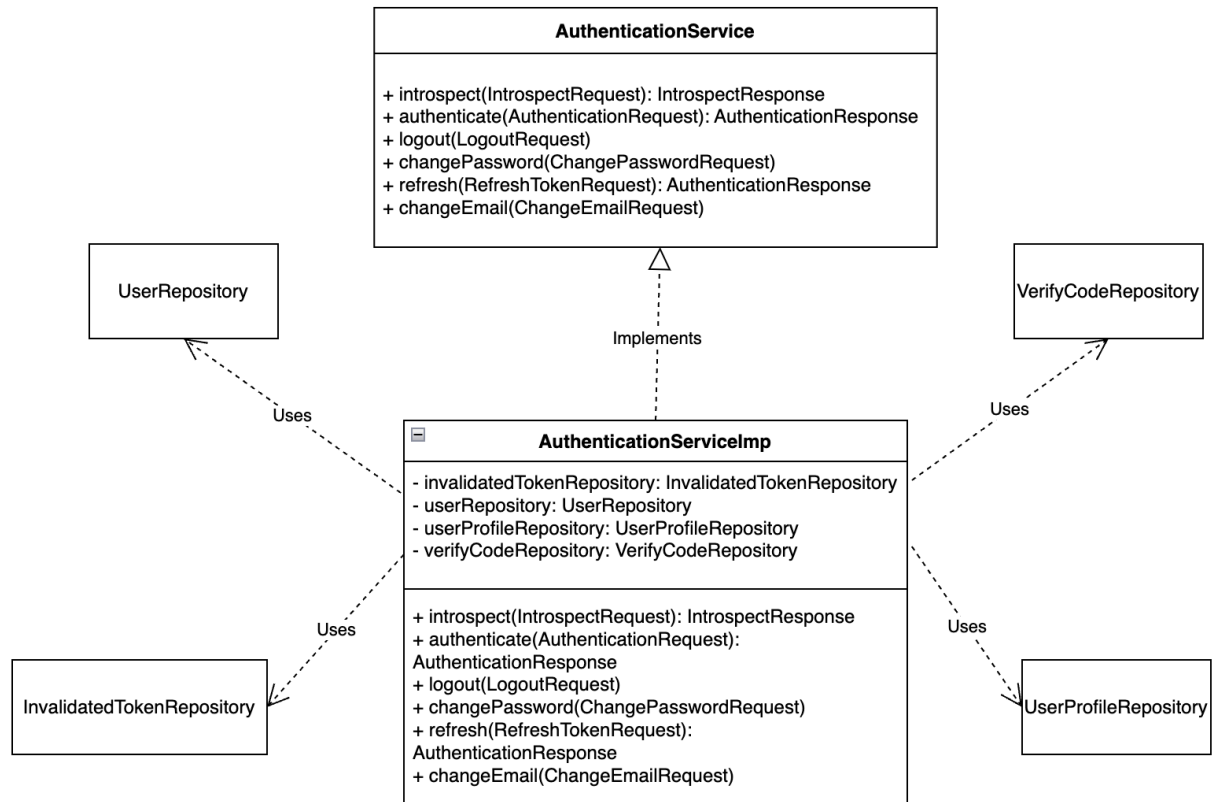 AuthenticationService
+ introspect(IntrospectRequest): IntrospectResponse
+ authenticate(AuthenticationRequest): AuthenticationResponse
+ logout(LogoutRequest)
+ changePassword(ChangePasswordRequest)
+ refresh(RefreshTokenRequest): AuthenticationResponse
+ changeEmail(ChangeEmailRequest)
UserRepository
VerifyCodeRepository
Implements
Uses
Uses
AuthenticationServiceImp
- invalidatedTokenRepository: InvalidatedTokenRepository
- userRepository: UserRepository
- userProfileRepository: UserProfileRepository
- verifyCodeRepository: VerifyCodeRepository
+ introspect(IntrospectRequest): IntrospectResponse
+ authenticate(AuthenticationRequest):
AuthenticationResponse
+ logout(LogoutRequest)
+ changePassword(ChangePasswordRequest)
+ refresh(RefreshTokenRequest):
AuthenticationResponse
+ changeEmail(ChangeEmailRequest)
Uses
Uses
InvalidatedTokenRepository
UserProfileRepository